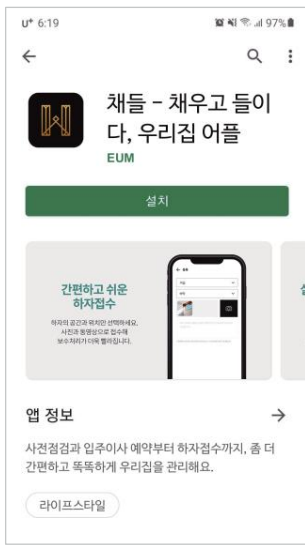 U⁺ 6:19 97%
채들 - 채우고 들이
다, 우리집 어플
EUM
설치
간편하고 쉬운
하자접수
하자의 공간과 위치만 선택하세요.
사진과 동영상으로 접수해
보수처리가 더욱 빨라집니다.
앱 정보
사전점검과 입주이사 예약부터 하자접수까지, 좀 더
간편하고 똑똑하게 우리집을 관리해요.
라이프스타일